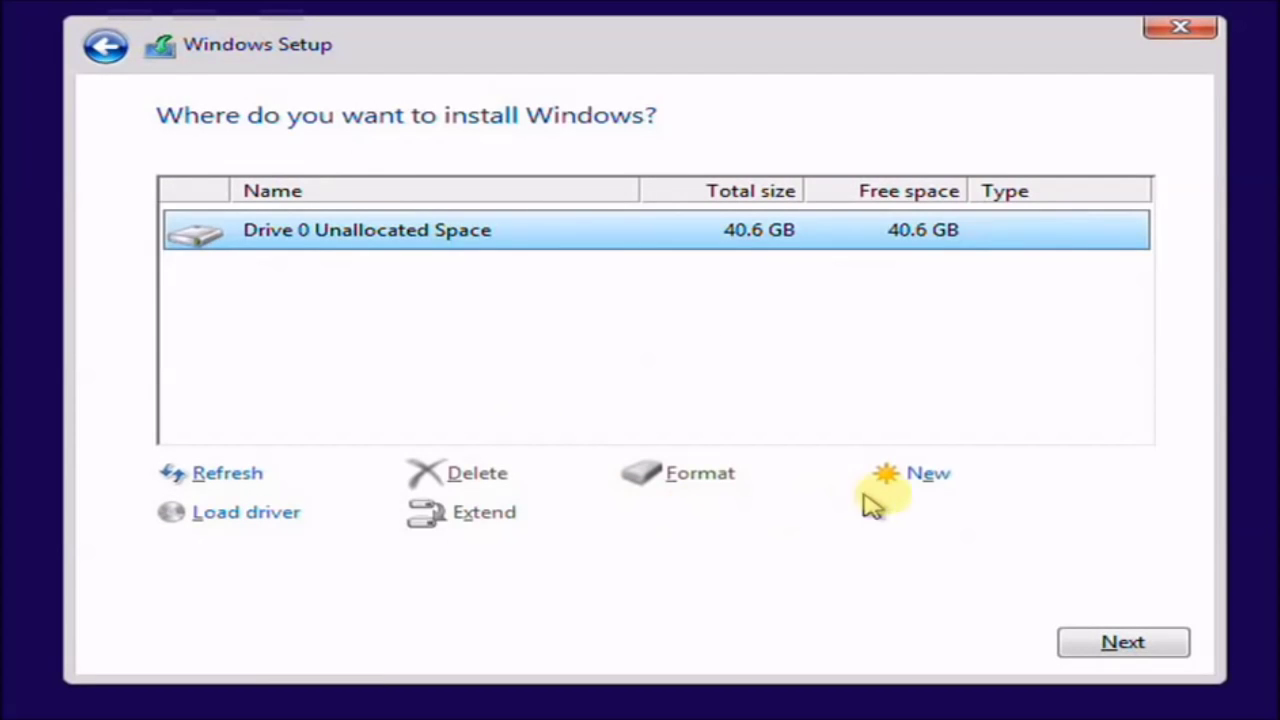 Windows Setup
Where do you want to install Windows?
Name Total size Free space Type
Drive 0 Unallocated Space 40.6 GB 40.6 GB
Refresh Delete Format New
Load driver Extend
Next